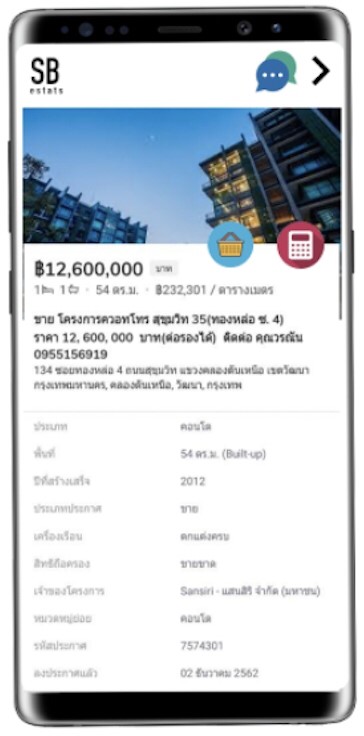 SB
estats
฿12,600,000 บาท
1 1 · 54 ตร.ม. · ฿232,301 / ตารางเมตร
ขาย โครงการควอทโทร สุขุมวิท 35(ทองหล่อ ซ. 4)
ราคา 12, 600, 000 บาท(ต่อรองได้) ติดต่อ คุณวรณัน
0955156919
134 ซอยทองหล่อ 4 ถนนสุขุมวิท แขวงคลองตันเหนือ เขตวัฒนา
กรุงเทพมหานคร, คลองตันเหนือ, วัฒนา, กรุงเทพ
ประเภท คอนโด
พื้นที่ 54 ตร.ม. (Built-up)
ปีที่สร้างเสร็จ 2012
ประเภทประกาศ ขาย
เครื่องเรือน ตกแต่งครบ
สิทธิถือครอง ขายขาด
เจ้าของโครงการ Sansiri - แสนสิริ จำกัด (มหาชน)
หมวดหมู่ย่อย คอนโด
รหัสประกาศ 7574301
ลงประกาศแล้ว 02 ธันวาคม 2562